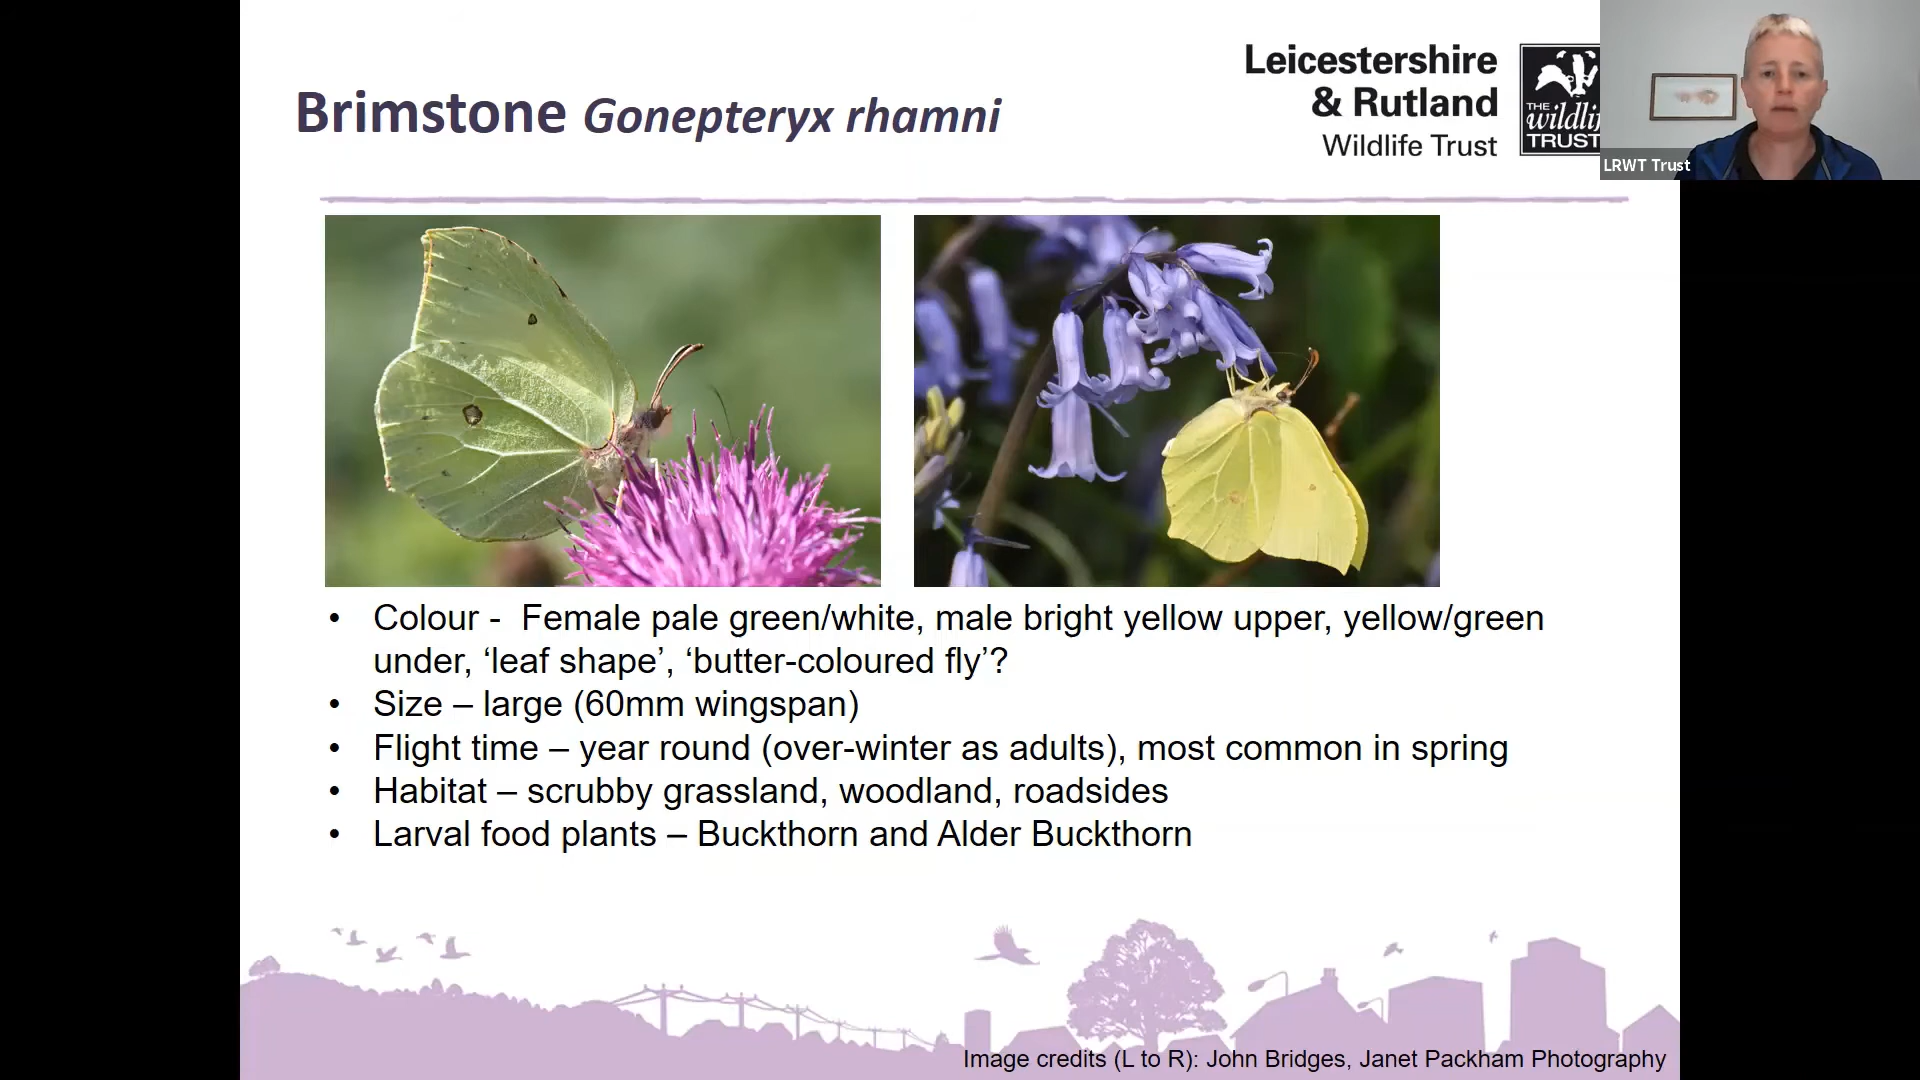 Brimstone Gonepteryx rhamni
Leicestershire
& Rutland
Wildlife Trust
THE
wildli
TRUST
LRWT Trust
• Colour -  Female pale green/white, male bright yellow upper, yellow/green
under, ‘leaf shape’, ‘butter-coloured fly’?
• Size – large (60mm wingspan)
• Flight time – year round (over-winter as adults), most common in spring
• Habitat – scrubby grassland, woodland, roadsides
• Larval food plants – Buckthorn and Alder Buckthorn
Image credits (L to R): John Bridges, Janet Packham Photography